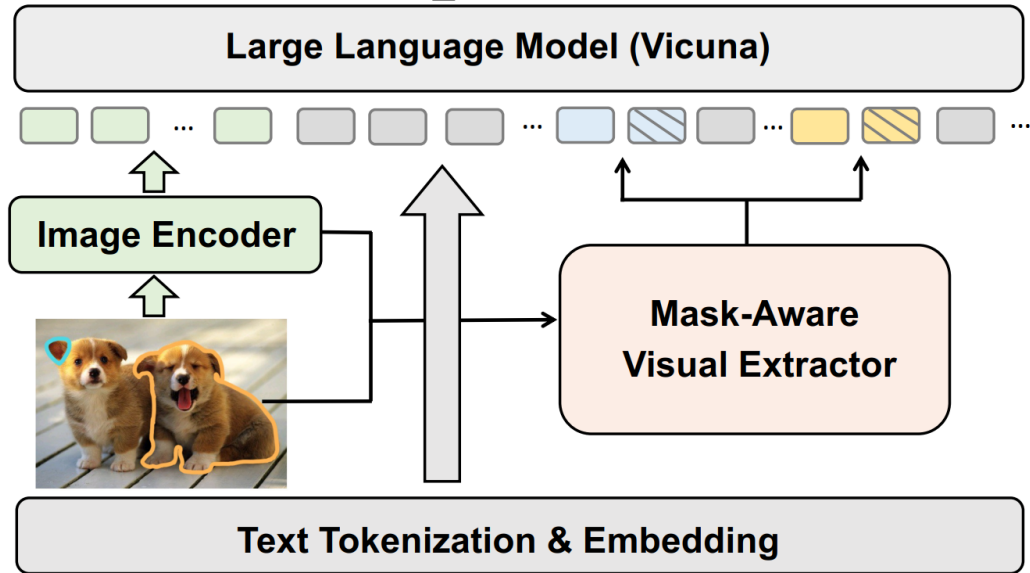 Large Language Model (Vicuna)
... ... ... ...
Image Encoder
Mask-Aware
Visual Extractor
Text Tokenization & Embedding